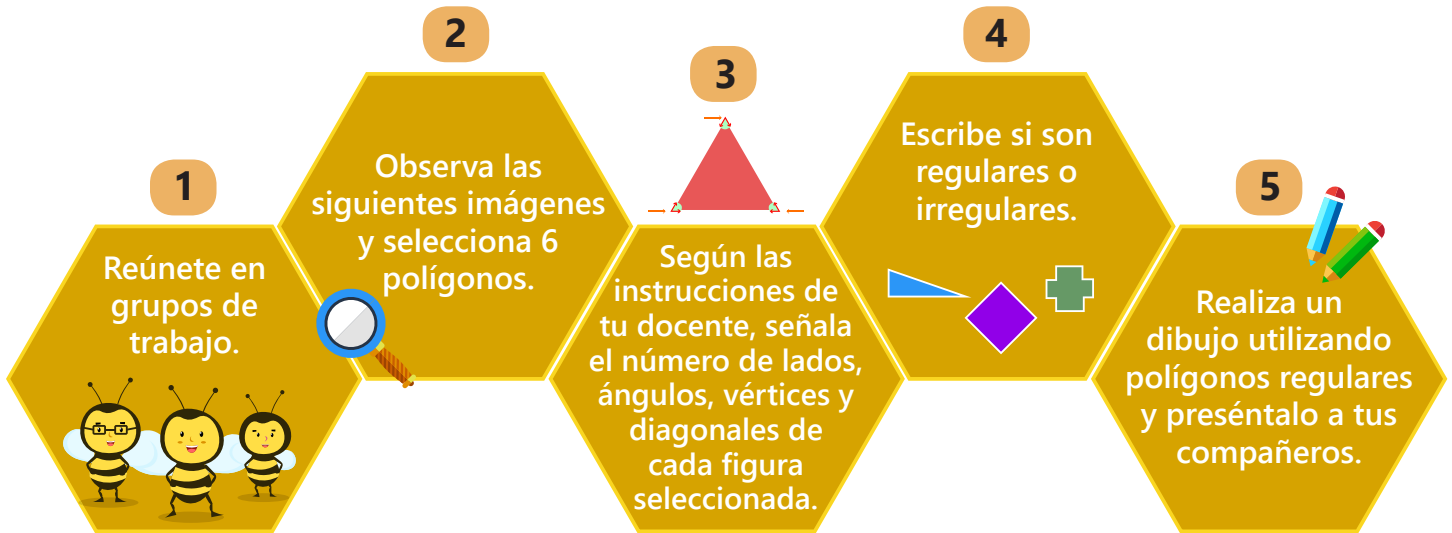 1
Reúnete en
grupos de
trabajo.
2
Observa las
siguientes imágenes
y selecciona 6
polígonos.
3
Según las
instrucciones de
tu docente, señala
el número de lados,
ángulos, vértices y
diagonales de
cada figura
seleccionada.
4
Escribe si son
regulares o
irregulares.
5
Realiza un
dibujo utilizando
polígonos regulares
y preséntalo a tus
compañeros.